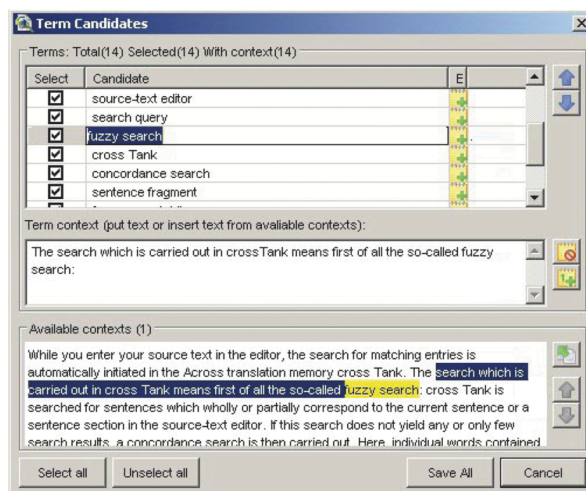 Term Candidates
Terms: Total(14) Selected(14) With context(14)
Select Candidate E
source-text editor
search query
fuzzy search
cross Tank
concordance search
sentence fragment
Term context (put text or insert text from avaliable contexts):
The search which is carried out in crossTank means first of all the so-called fuzzy
search:
Available contexts (1)
While you enter your source text in the editor, the search for matching entries is
automatically initiated in the Across translation memory cross Tank. The search which is
carried out in cross Tank means first of all the so-called fuzzy search: cross Tank is
searched for sentences which wholly or partially correspond to the current sentence or a
sentence section in the source-text editor. If this search does not yield any or only few
search results, a concordance search is then carried out. Here, individual words contained
Select all Unselect all Save All Cancel